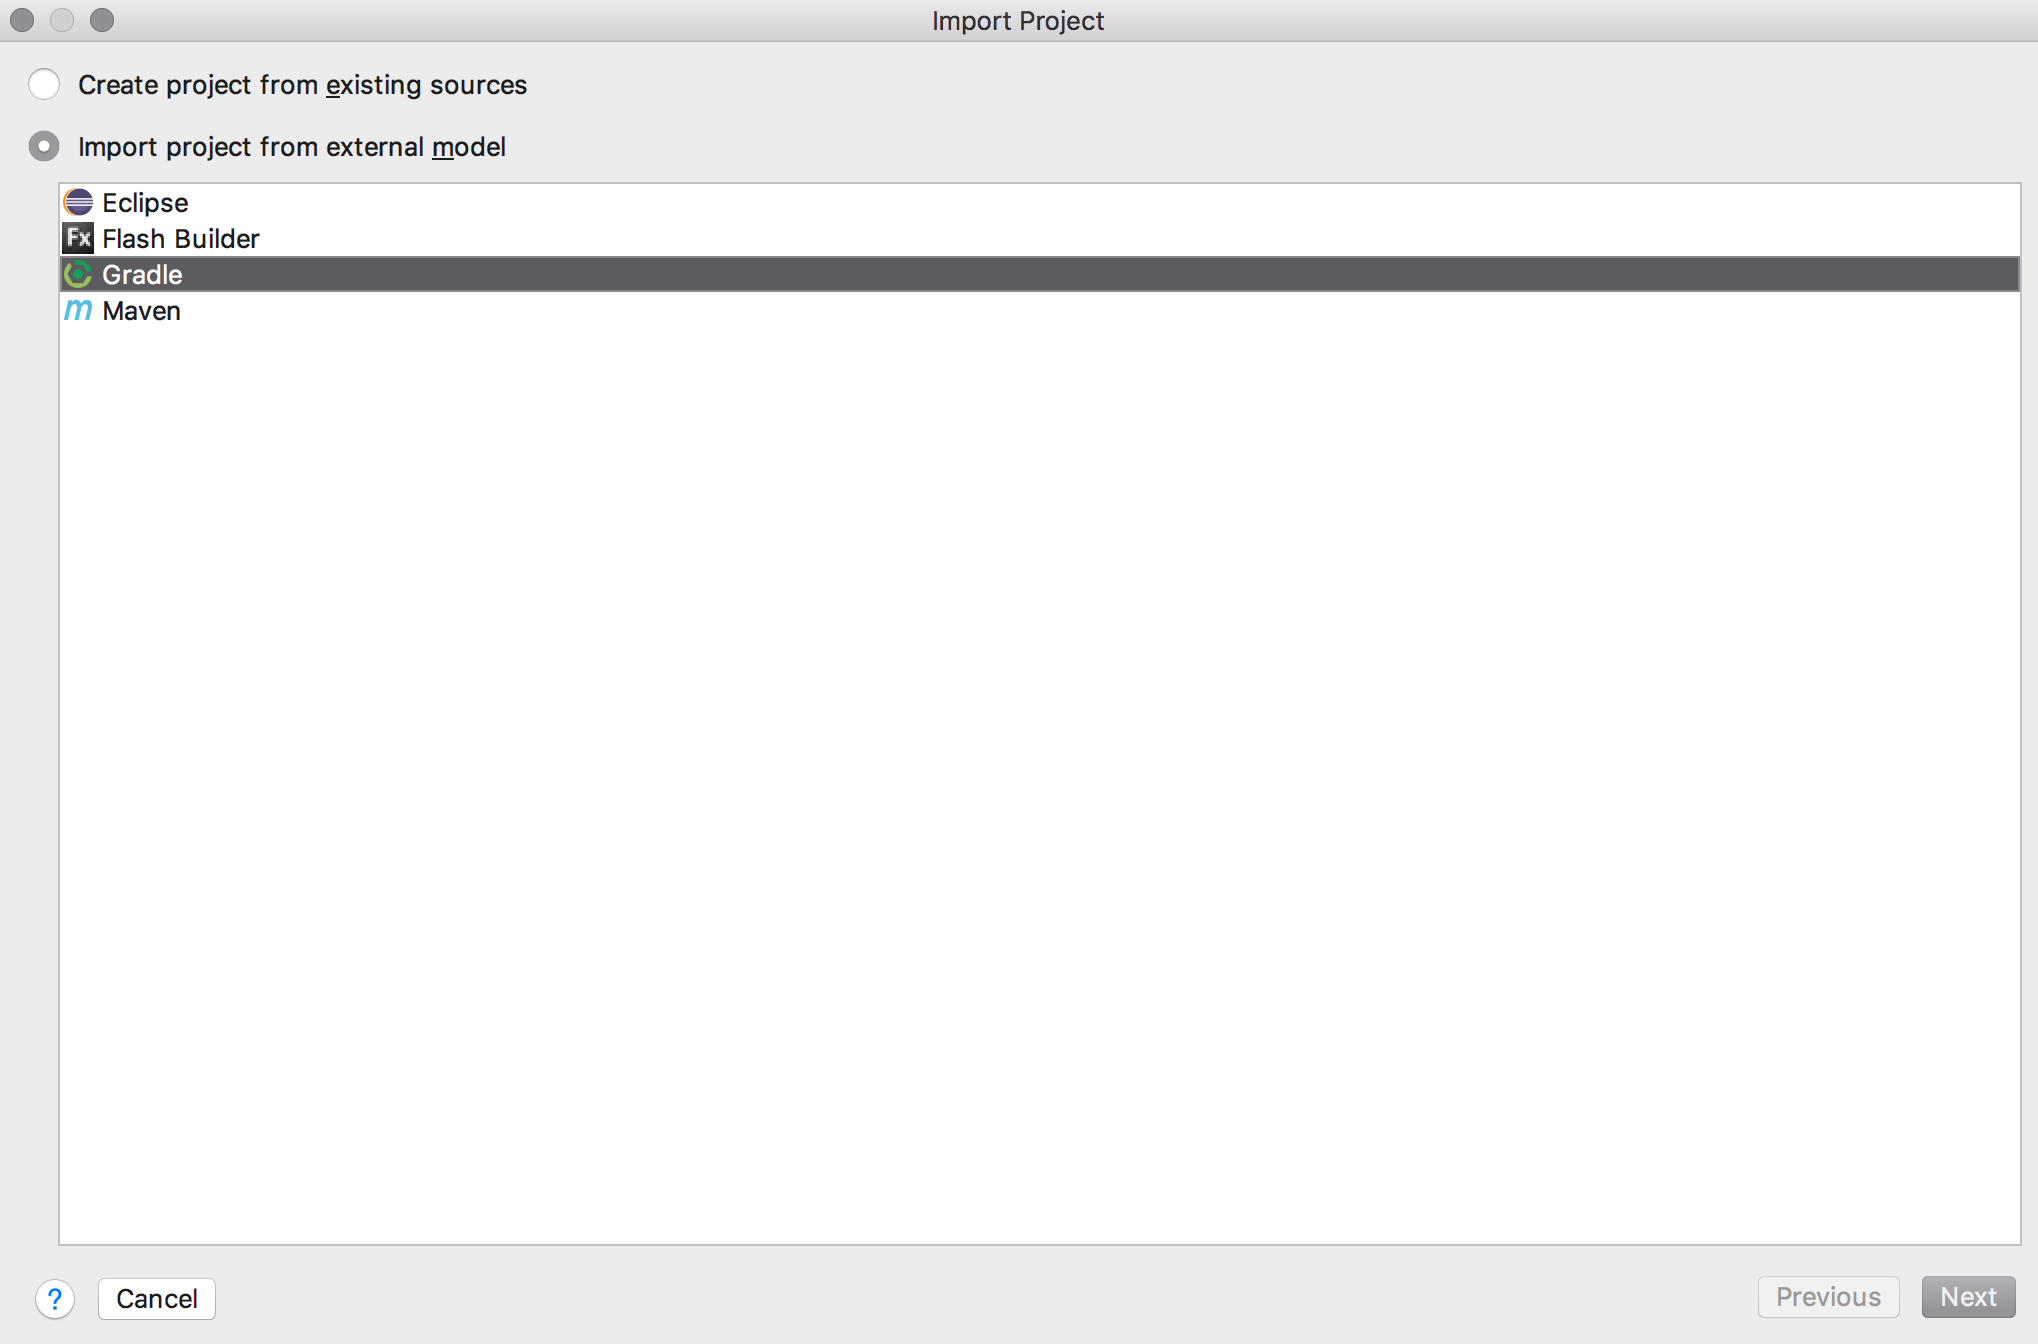 Import Project
Create project from existing sources
Import project from external model
Eclipse
Fx Flash Builder
Gradle
m Maven
? Cancel Previous Next